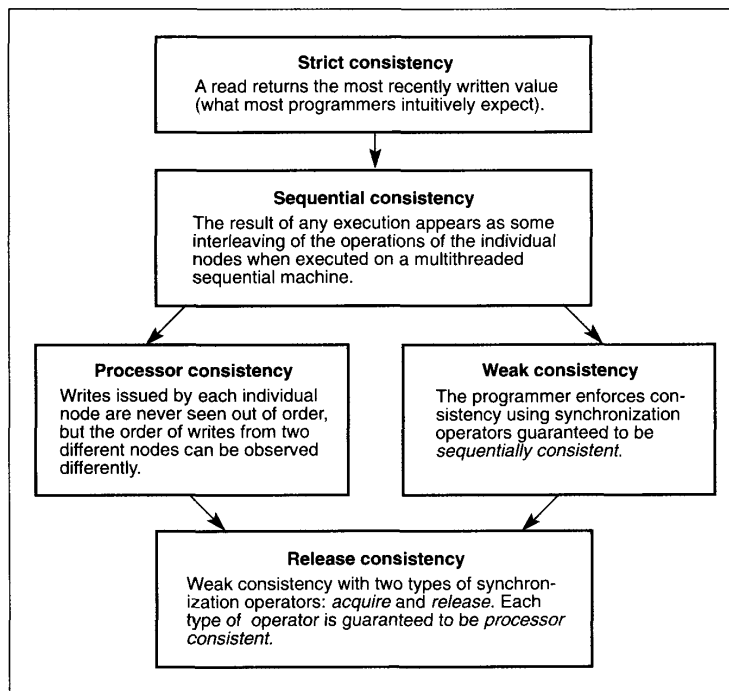 Strict consistency
A read returns the most recently written value
(what most programmers intuitively expect).
Sequential consistency
The result of any execution appears as some
interleaving of the operations of the individual
nodes when executed on a multithreaded
sequential machine.
Processor consistency
Writes issued by each individual
node are never seen out of order,
but the order of writes from two
different nodes can be observed
differently.
Weak consistency
The programmer enforces con-
sistency using synchronization
operators guaranteed to be
sequentially consistent.
Release consistency
Weak consistency with two types of synchron-
ization operators: acquire and release. Each
type of operator is guaranteed to be processor
consistent.